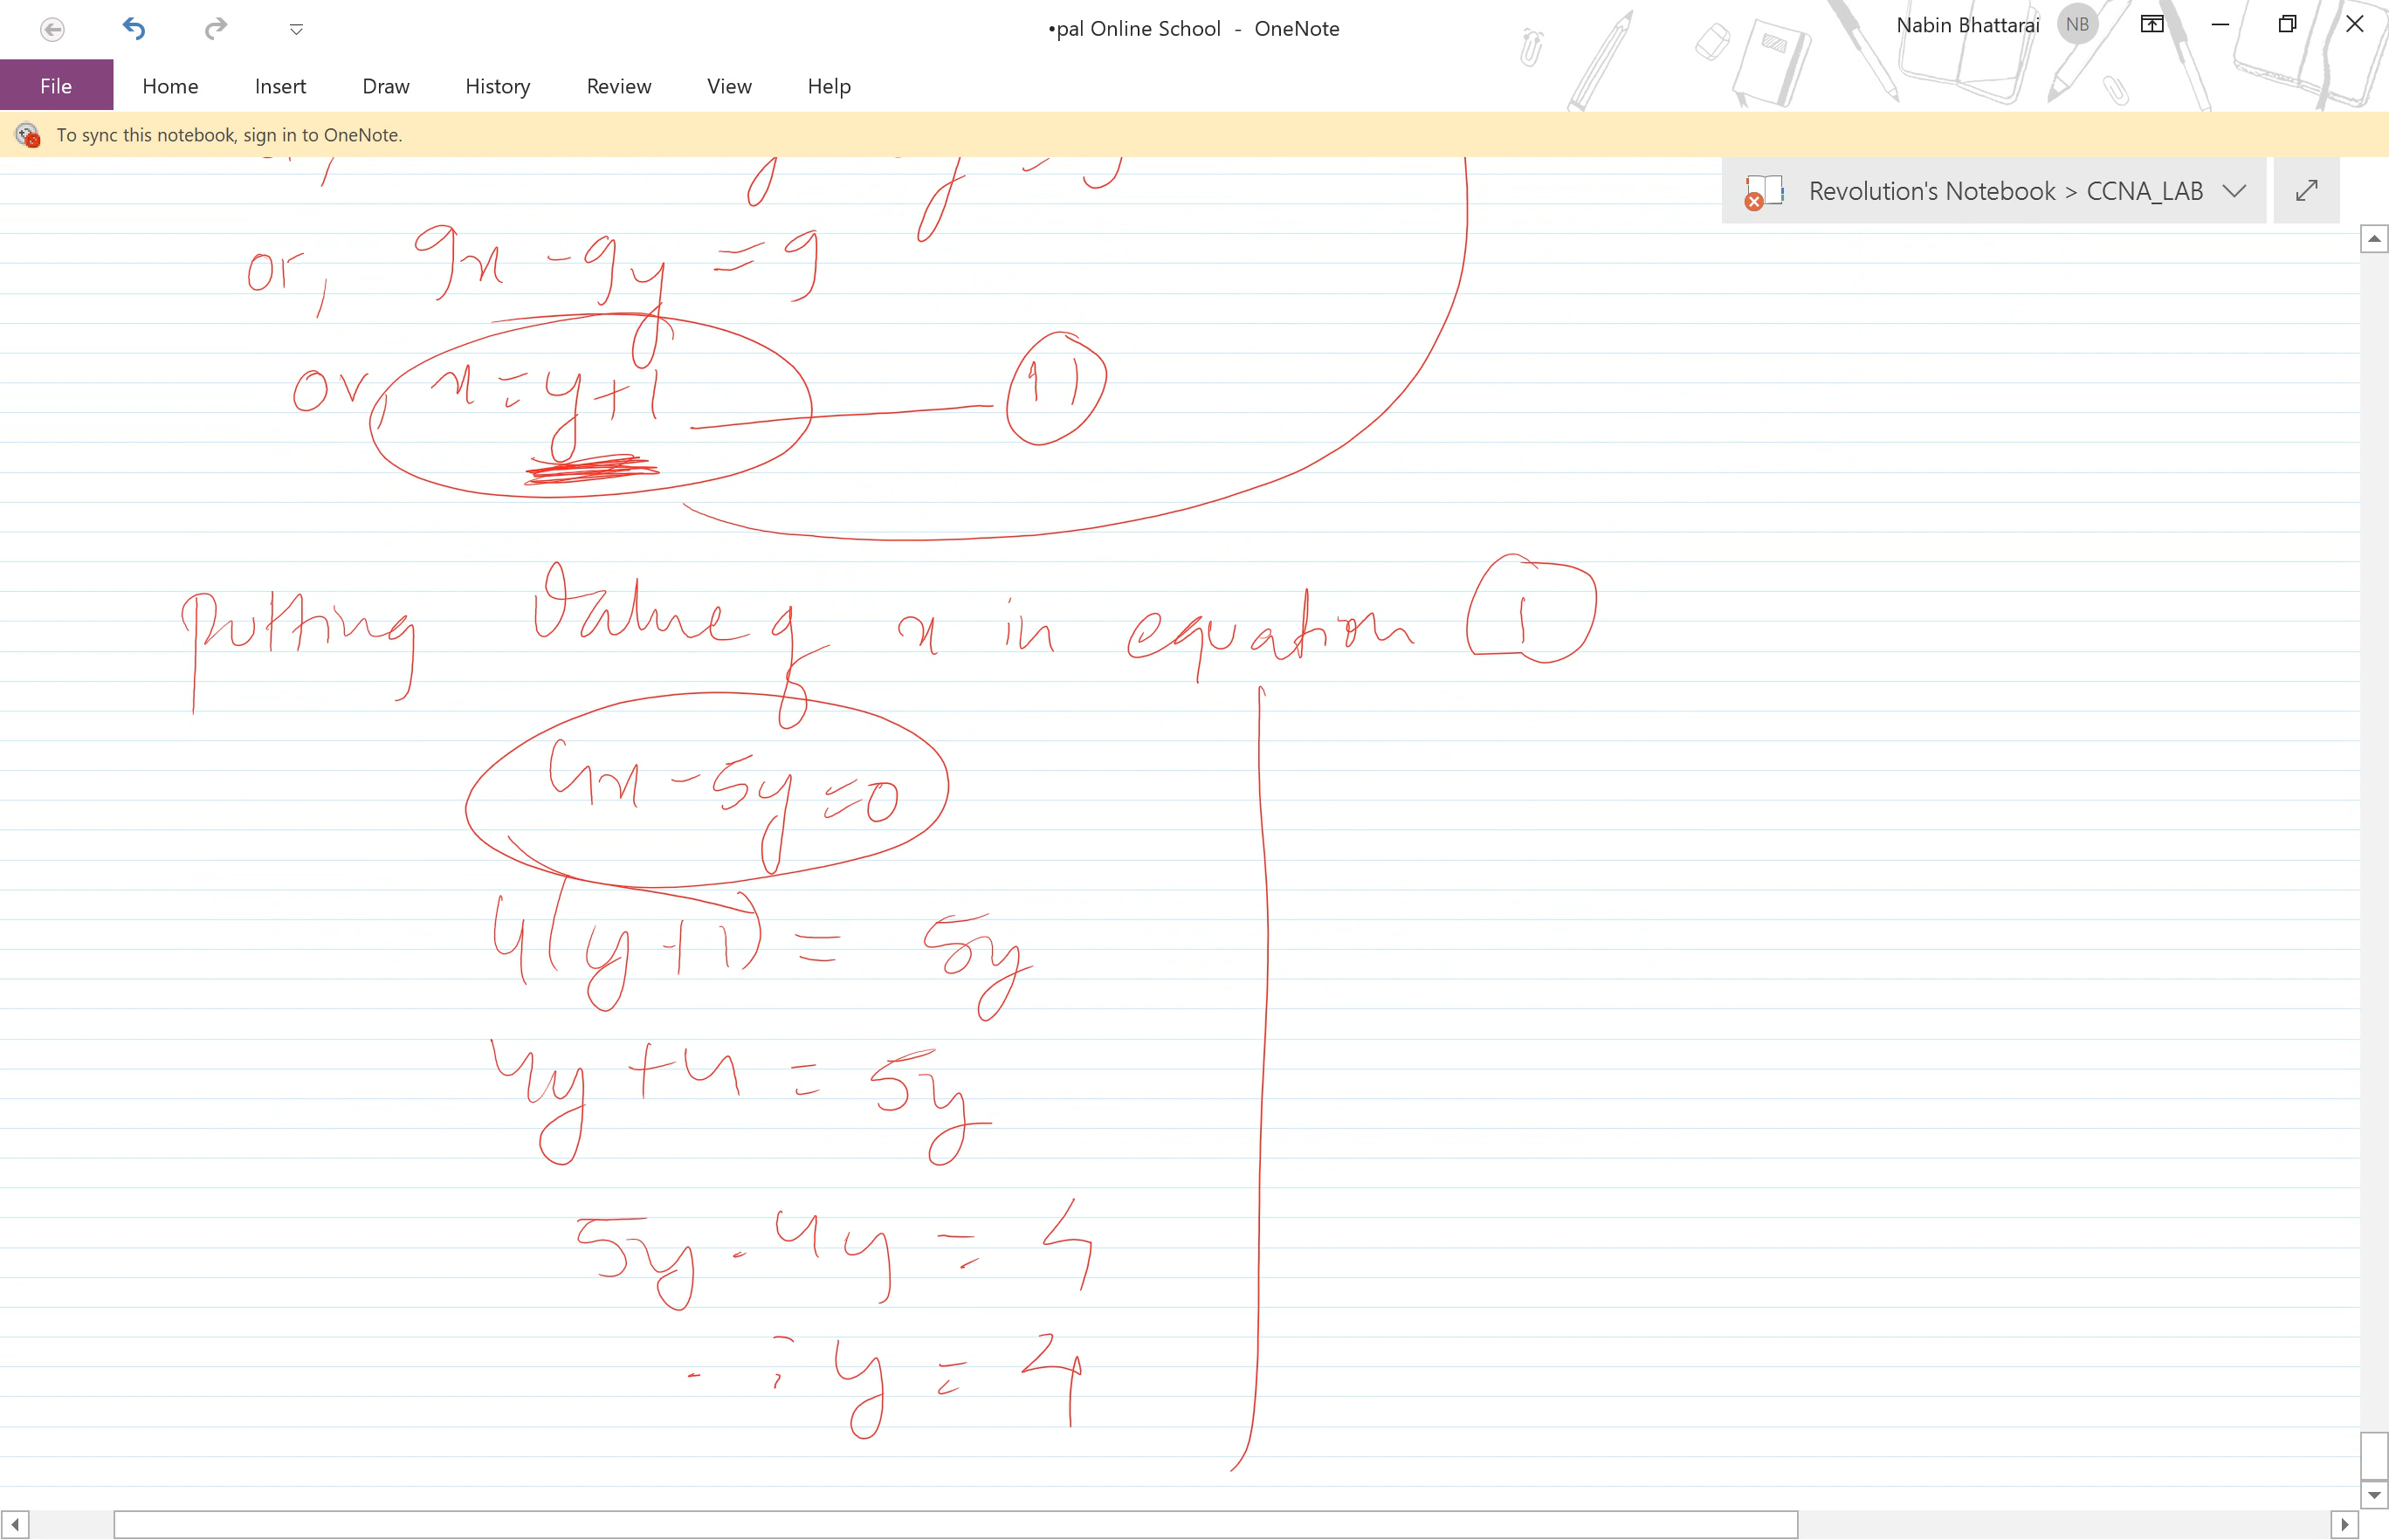 •pal Online School - OneNote
Nabin Bhattarai NB
File Home Insert Draw History Review View Help
To sync this notebook, sign in to OneNote.
Revolution's Notebook > CCNA_LAB
or, 9x - 9y = 9
or, x = y + 1 (11)
Putting Value of x in equation (1)
4x - 5y = 0
4(y+1) = 5y
4y + 4 = 5y
5y - 4y = 4
∴ y = 4